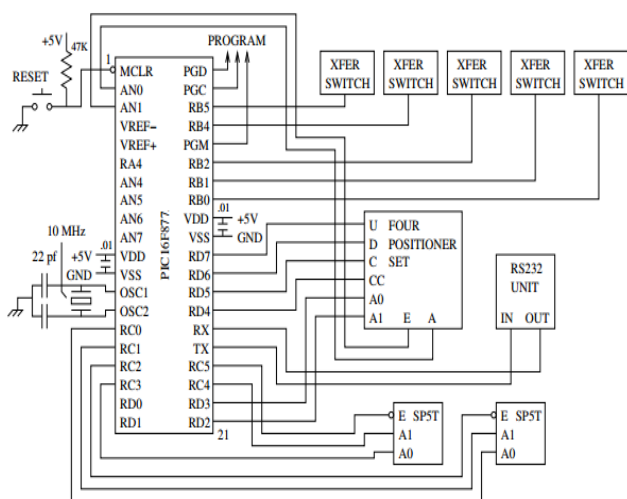 +5V 47K
RESET
1
PROGRAM
XFER SWITCH
XFER SWITCH
XFER SWITCH
XFER SWITCH
XFER SWITCH
MCLR PGD
AN0 PGC
AN1 RB5
VREF− RB4
VREF+ PGM
RA4 RB2
AN4 RB1
AN5 RB0
AN6 VDD
AN7 VSS
VDD RD7
VSS RD6
OSC1 RD5
OSC2 RD4
RC0 RX
RC1 TX
RC2 RC5
RC3 RC4
RD0 RD3
RD1 RD2
PIC16F877
21
.01 +5V
GND
10 MHz
22 pf
+5V .01
GND
U FOUR
D POSITIONER
C SET
CC
A0
A1 E A
RS232
UNIT
IN OUT
E SP5T
A1
A0
E SP5T
A1
A0